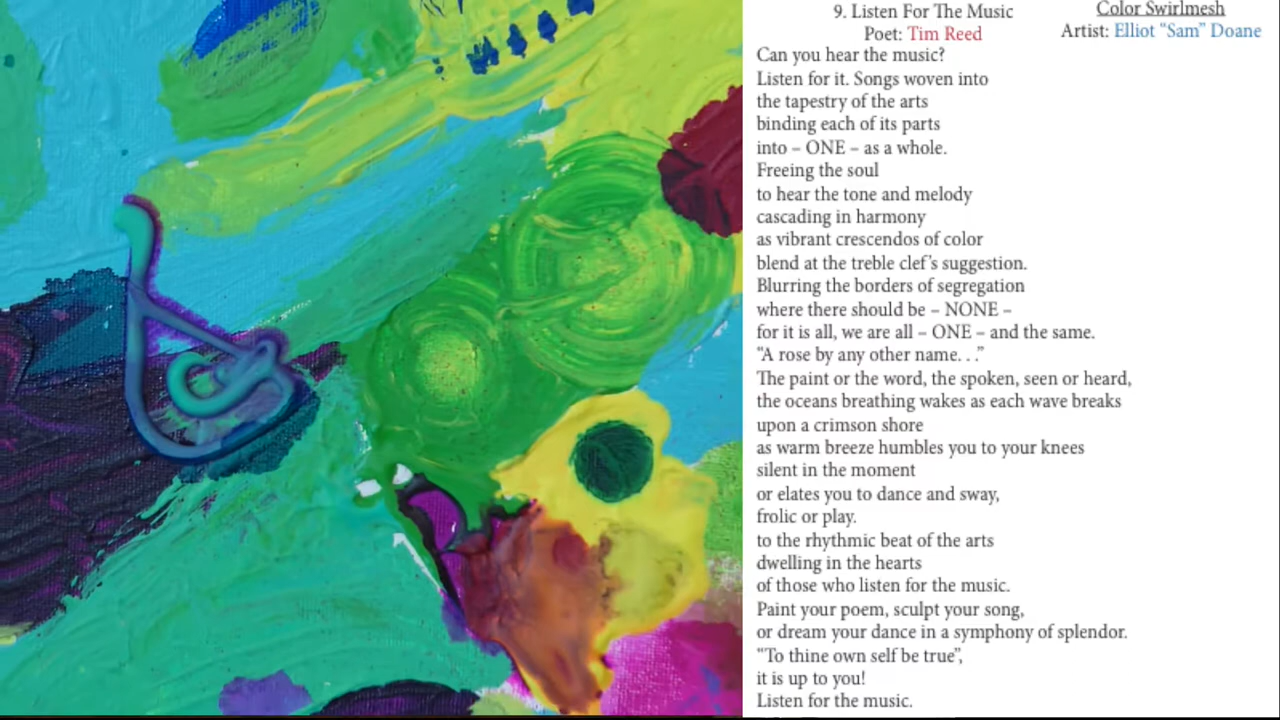 9. Listen For The Music
Poet: Tim Reed
Color Swirlmesh
Artist: Elliot “Sam” Doane
Can you hear the music?
Listen for it. Songs woven into
the tapestry of the arts
binding each of its parts
into – ONE – as a whole.
Freeing the soul
to hear the tone and melody
cascading in harmony
as vibrant crescendos of color
blend at the treble clef’s suggestion.
Blurring the borders of segregation
where there should be – NONE –
for it is all, we are all – ONE – and the same.
“A rose by any other name. . .”
The paint or the word, the spoken, seen or heard,
the oceans breathing wakes as each wave breaks
upon a crimson shore
as warm breeze humbles you to your knees
silent in the moment
or elates you to dance and sway,
frolic or play.
to the rhythmic beat of the arts
dwelling in the hearts
of those who listen for the music.
Paint your poem, sculpt your song,
or dream your dance in a symphony of splendor.
“To thine own self be true”,
it is up to you!
Listen for the music.